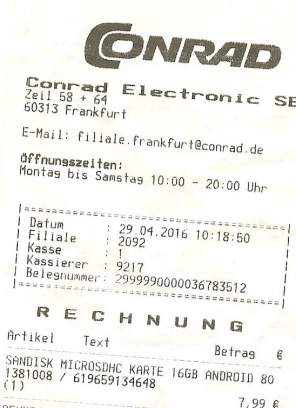 CONRAD
Conrad Electronic SE
Zeil 58 + 64
60313 Frankfurt
E-Mail: filiale.frankfurt@conrad.de
Öffnungszeiten:
Montag bis Samstag 10:00 - 20:00 Uhr
Datum : 29.04.2016 10:18:50
Filiale : 2092
Kasse : 1
Kassierer : 9217
Belegnummer: 2999990000036783512
RECHNUNG
Artikel Text
Betrag €
SANDISK MICROSDHC KARTE 16GB ANDROID 80
1381008 / 619659134648
(1)
7,99 €